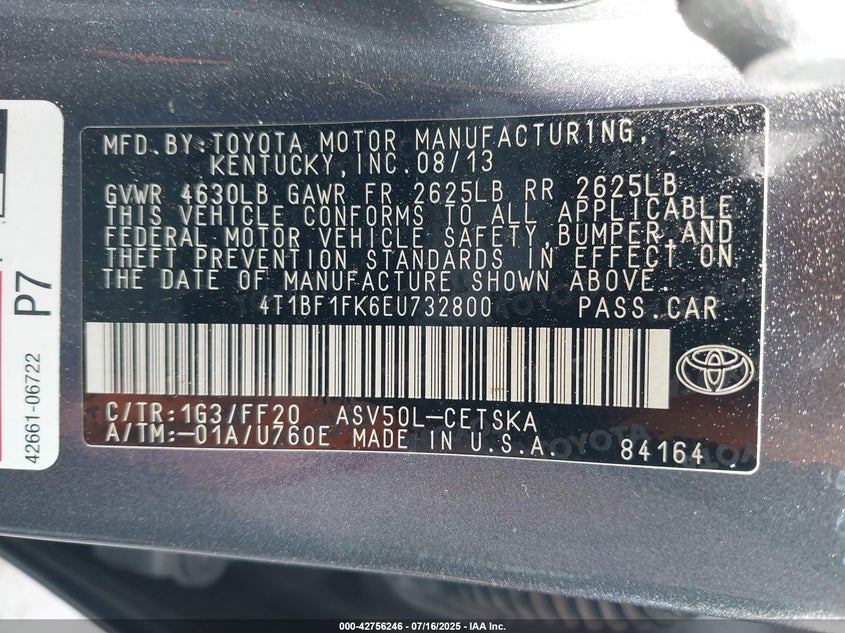 MFD.BY:TOYOTA MOTOR MANUFACTURING,
KENTUCKY,INC.08/13
GVWR 4630LB GAWR FR 2625LB RR 2625LB
THIS VEHICLE CONFORMS TO ALL APPLICABLE
FEDERAL MOTOR VEHICLE SAFETY,BUMPER,AND
THEFT PREVENTION STANDARDS IN EFFECT ON
THE DATE OF MANUFACTURE SHOWN ABOVE.
4T1BF1FK6EU732800 PASS.CAR
C/TR:1G3/FF20 ASV50L-CETSKA
A/TM:-01A/U760E MADE IN U.S.A. 84164
P7
42661-06722
000-42756246 - 07/16/2025 - IAA Inc.